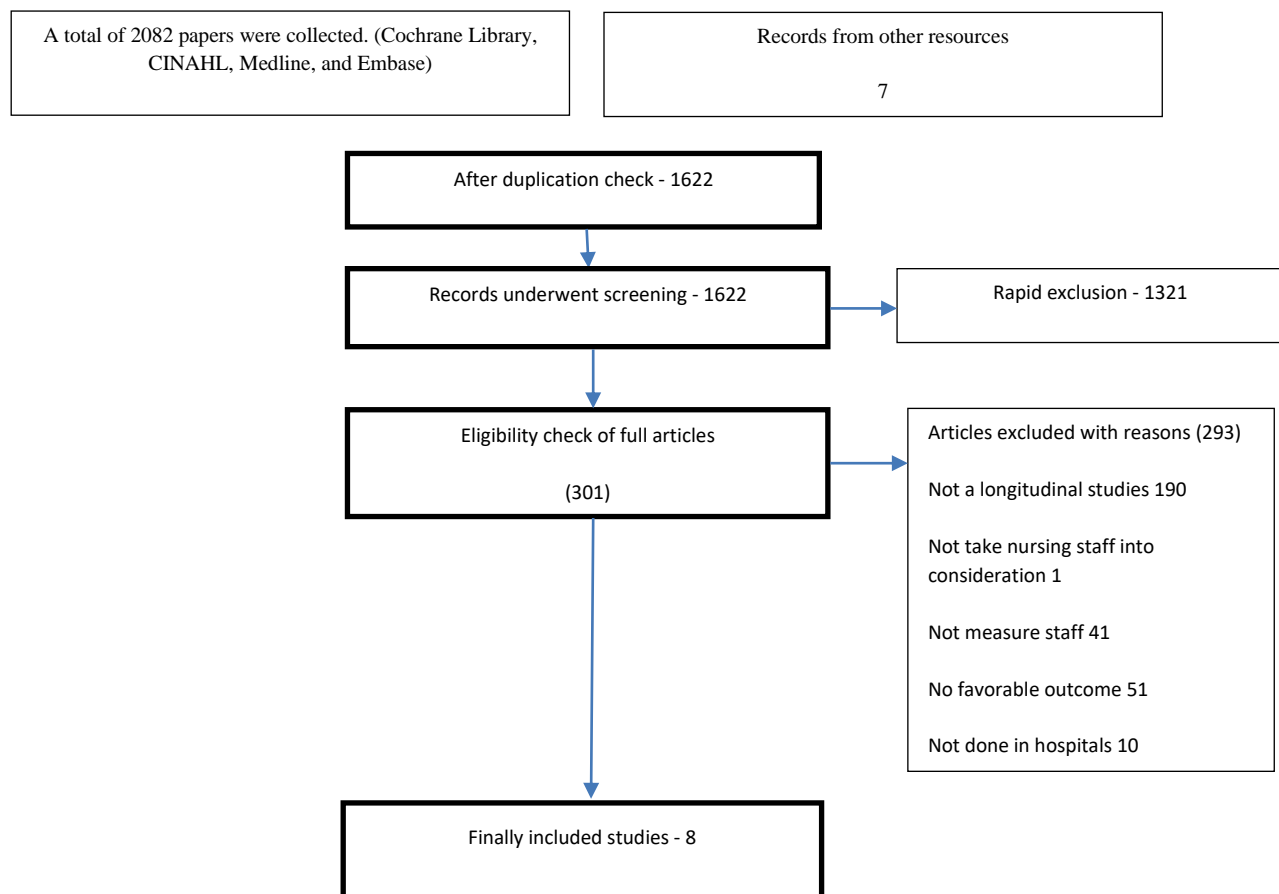 A total of 2082 papers were collected. (Cochrane Library,
CINAHL, Medline, and Embase)
Records from other resources
7
After duplication check - 1622
Records underwent screening - 1622
Rapid exclusion - 1321
Eligibility check of full articles
(301)
Articles excluded with reasons (293)
Not a longitudinal studies 190
Not take nursing staff into
consideration 1
Not measure staff 41
No favorable outcome 51
Not done in hospitals 10
Finally included studies - 8